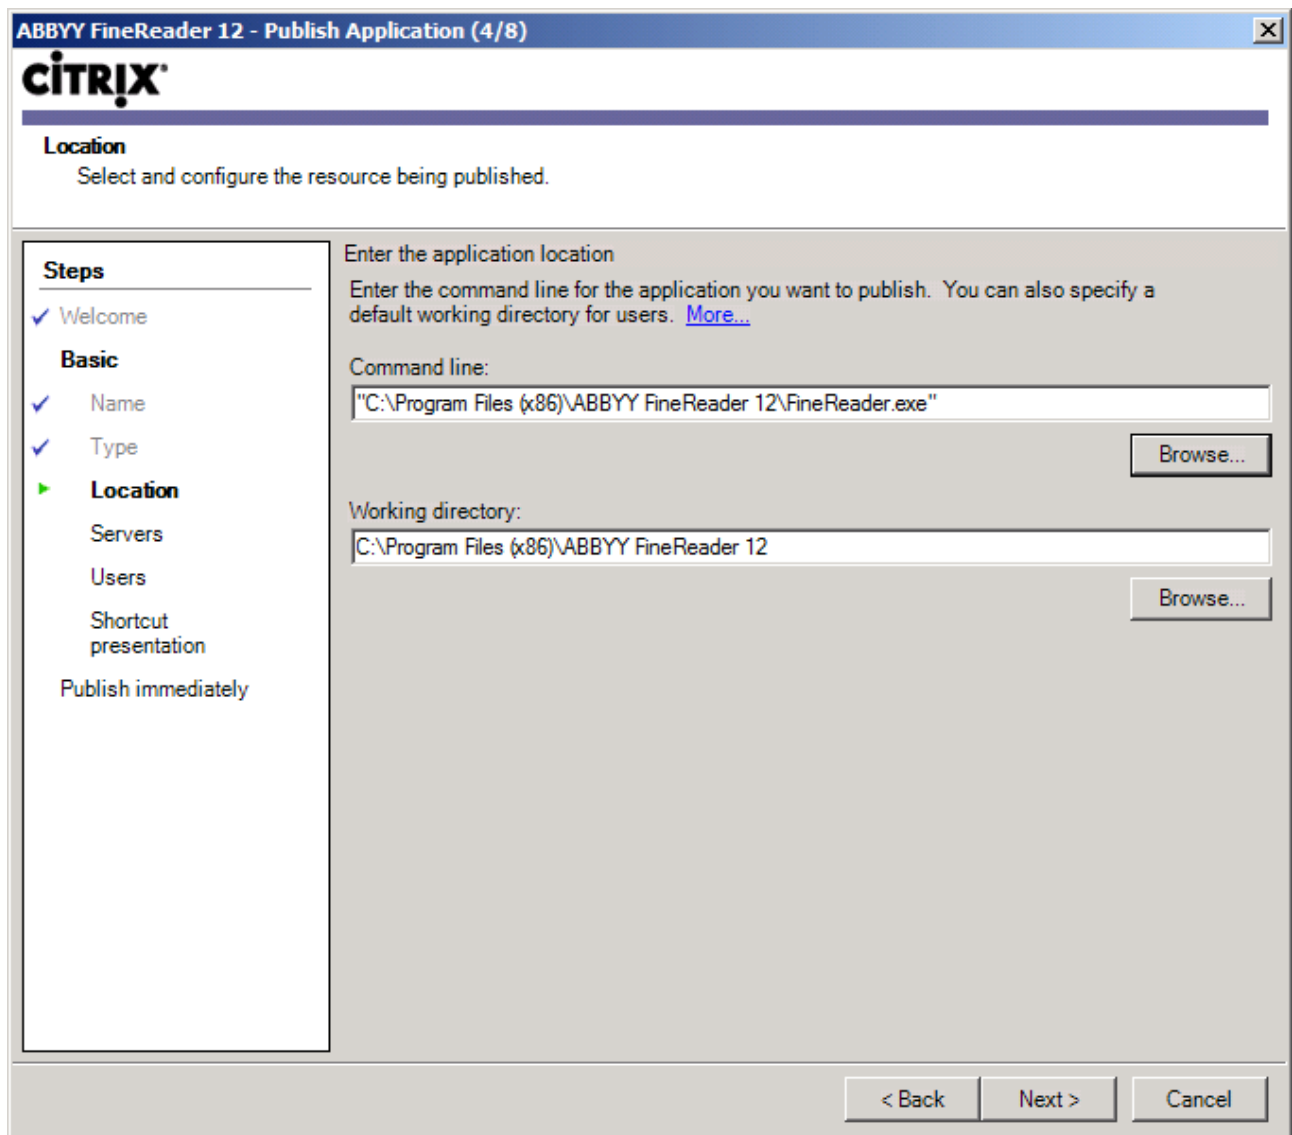 ABBYY FineReader 12 - Publish Application (4/8)
CİTRIX
Location
Select and configure the resource being published.
Steps
Welcome
Basic
Name
Type
Location
Servers
Users
Shortcut
presentation
Publish immediately
Enter the application location
Enter the command line for the application you want to publish.  You can also specify a
default working directory for users.  More...
Command line:
"C:\Program Files (x86)\ABBYY FineReader 12\FineReader.exe"
Browse...
Working directory:
C:\Program Files (x86)\ABBYY FineReader 12
Browse...
< Back
Next >
Cancel